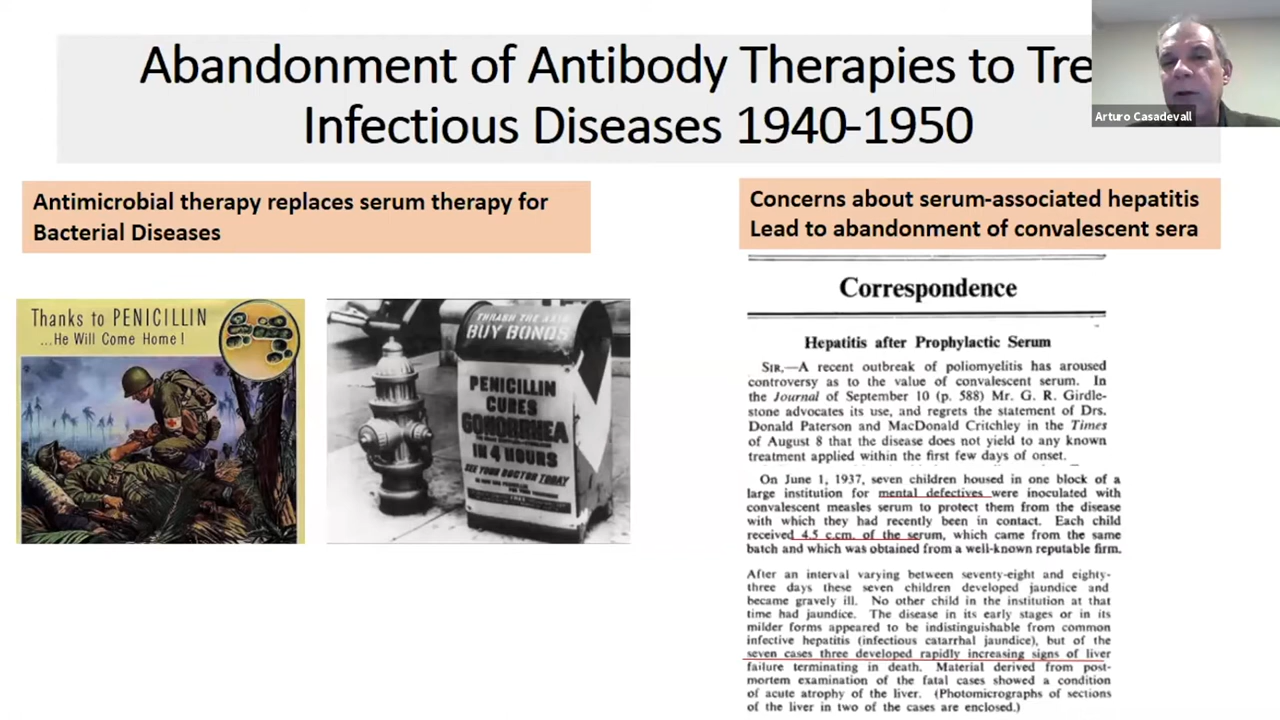 Abandonment of Antibody Therapies to Tre
Infectious Diseases 1940-1950
Arturo Casadevall
Antimicrobial therapy replaces serum therapy for
Bacterial Diseases
Concerns about serum-associated hepatitis
Lead to abandonment of convalescent sera
Thanks to PENICILLIN
...He Will Come Home!
THRASH THE AXIS
BUY BONDS
PENICILLIN
CURES
GONORRHEA
IN 4 HOURS
SEE YOUR DOCTOR TODAY
Correspondence
Hepatitis after Prophylactic Serum
SIR,—A recent outbreak of poliomyelitis has aroused
controversy as to the value of convalescent serum. In
the Journal of September 10 (p. 588) Mr. G. R. Girdle-
stone advocates its use, and regrets the statement of Drs.
Donald Paterson and MacDonald Critchley in the Times
of August 8 that the disease does not yield to any known
treatment applied within the first few days of onset.
On June 1, 1937, seven children housed in one block of a
large institution for mental defectives were inoculated with
convalescent measles serum to protect them from the disease
with which they had recently been in contact. Each child
received 4.5 c.cm. of the serum, which came from the same
batch and which was obtained from a well-known reputable firm.
After an interval varying between seventy-eight and eighty-
three days these seven children developed jaundice and
became gravely ill. No other child in the institution at that
time had jaundice. The disease in its early stages or in its
milder forms appeared to be indistinguishable from common
infective hepatitis (infectious catarrhal jaundice), but of the
seven cases three developed rapidly increasing signs of liver
failure terminating in death. Material derived from post-
mortem examination of the fatal cases showed a condition
of acute atrophy of the liver. (Photomicrographs of sections
of the liver in two of the cases are enclosed.)